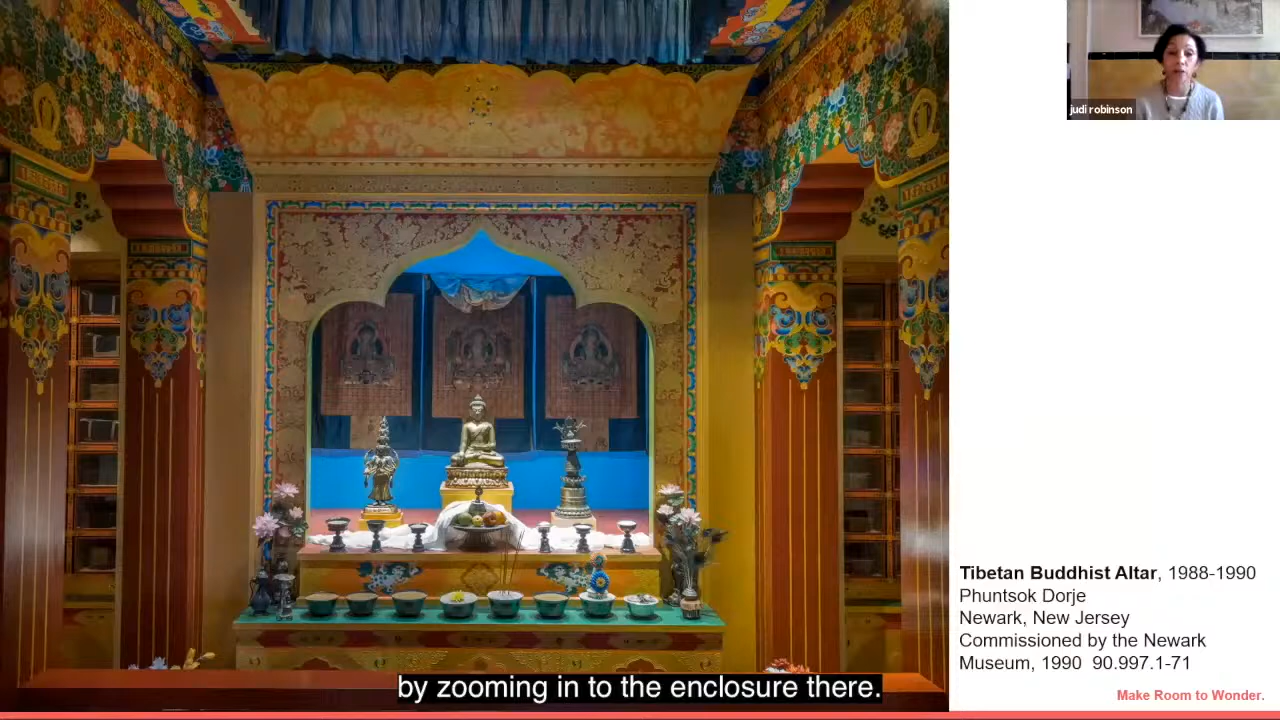 judi robinson
Tibetan Buddhist Altar, 1988-1990
Phuntsok Dorje
Newark, New Jersey
Commissioned by the Newark
Museum, 1990  90.997.1-71
Make Room to Wonder.
by zooming in to the enclosure there.